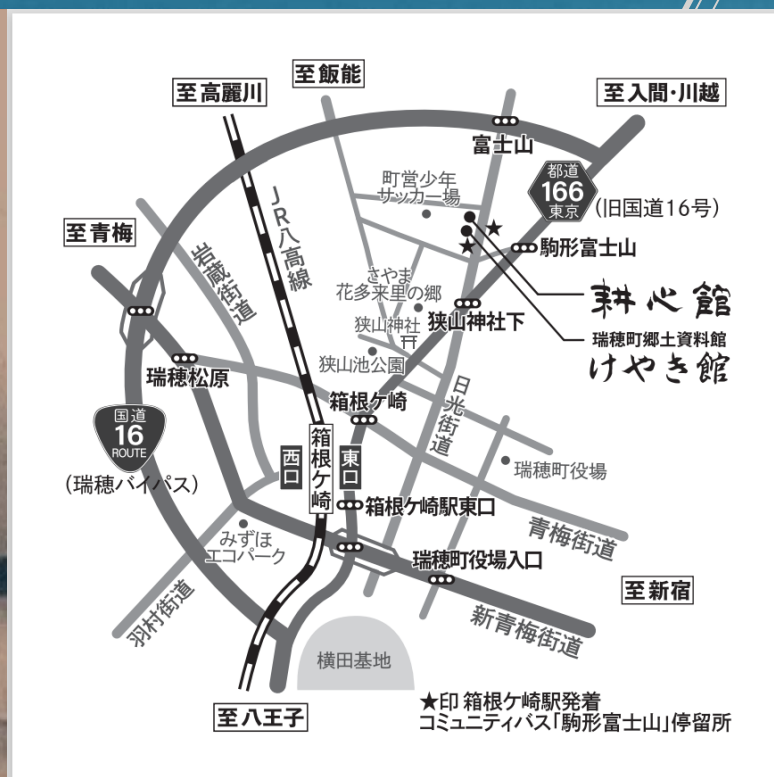 至飯能
至高麗川
至入間・川越
富士山
都道
166
東京
(旧国道16号)
町営少年
サッカー場
JR八高線
至青梅
岩蔵街道
駒形富士山
さやま
花多来里の郷
耕心館
狭山神社
狭山神社下
瑞穂町郷土資料館
けやき館
狭山池公園
瑞穂松原
日光街道
箱根ケ崎
国道
16
ROUTE
(瑞穂バイパス)
西口
箱根ケ崎
東口
瑞穂町役場
箱根ケ崎駅東口
青梅街道
みずほ
エコパーク
瑞穂町役場入口
至新宿
羽村街道
新青梅街道
横田基地
至八王子
★印 箱根ケ崎駅発着
コミュニティバス「駒形富士山」停留所